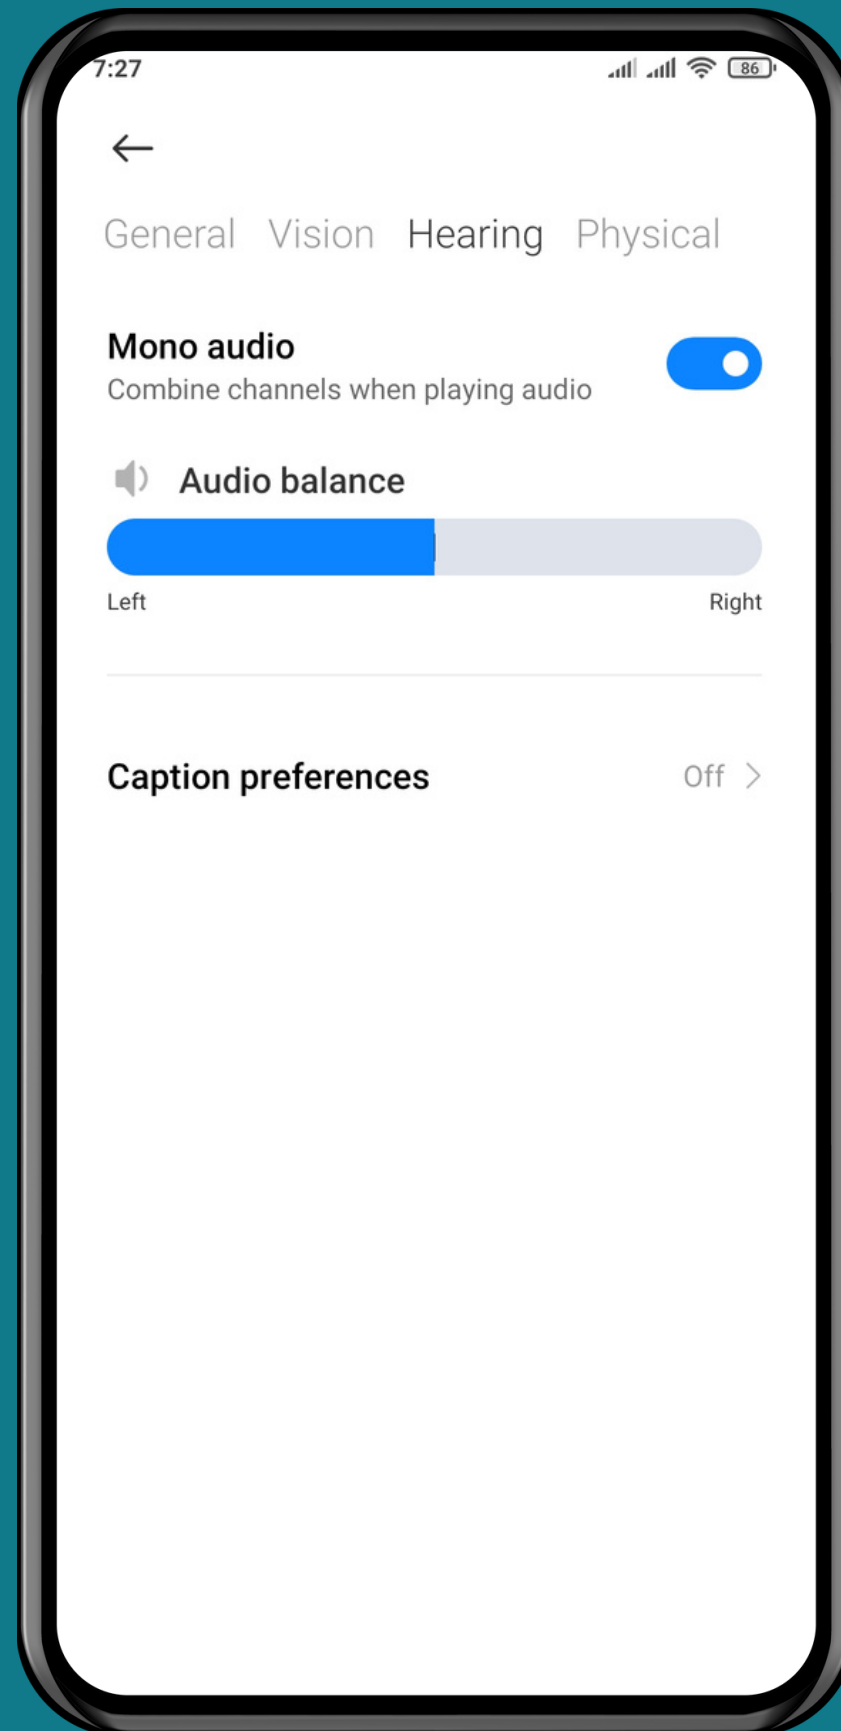 7:27 86
General Vision Hearing Physical
Mono audio
Combine channels when playing audio
Audio balance
Left Right
Caption preferences Off